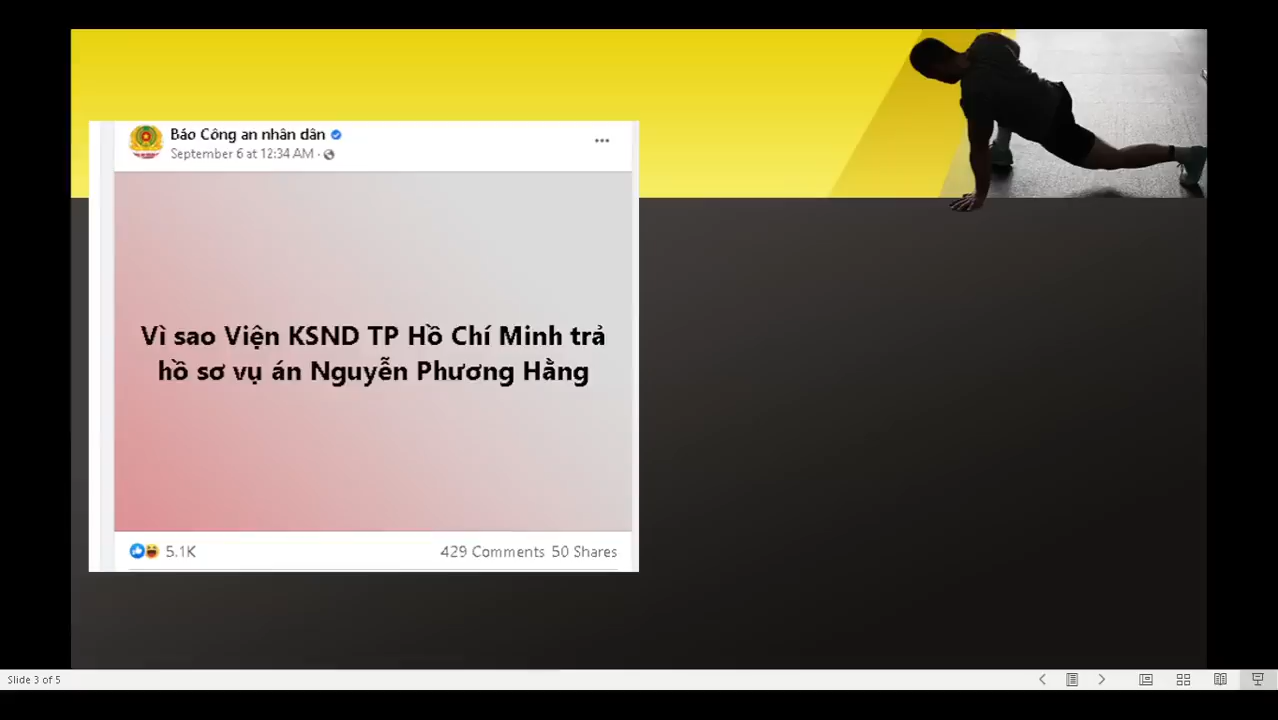 Báo Công an nhân dân
September 6 at 12:34 AM ·
Vì sao Viện KSND TP Hồ Chí Minh trả
hồ sơ vụ án Nguyễn Phương Hằng
5.1K
429 Comments 50 Shares
Slide 3 of 5